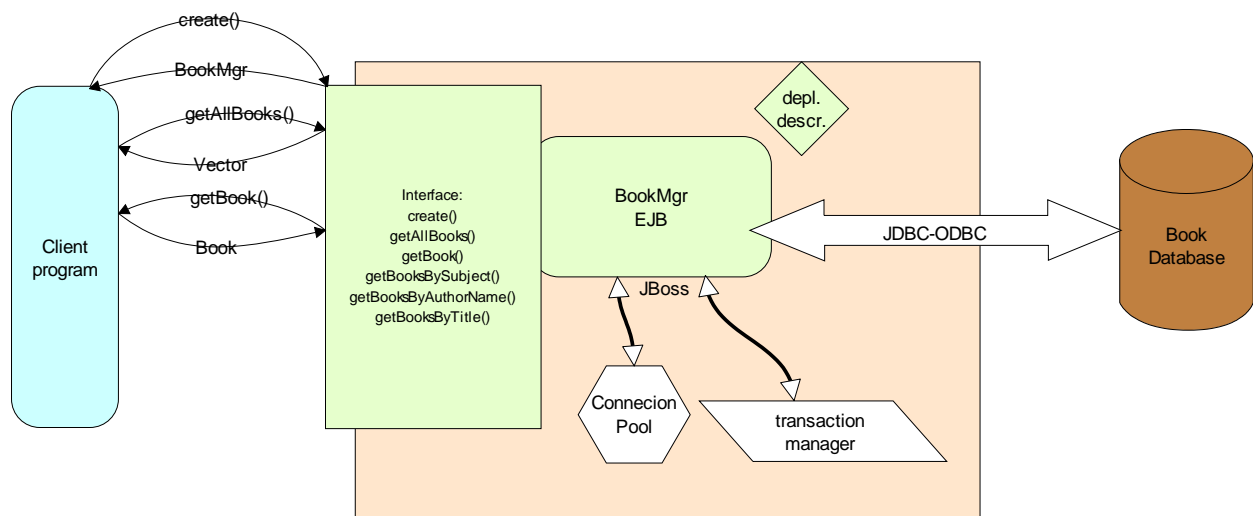 create()
BookMgr
getAllBooks()
Vector
getBook()
Book
Client
program
Interface:
create()
getAllBooks()
getBook()
getBooksBySubject()
getBooksByAuthorName()
getBooksByTitle()
depl.
descr.
BookMgr
EJB
JBoss
JDBC-ODBC
Book
Database
Connecion
Pool
transaction
manager